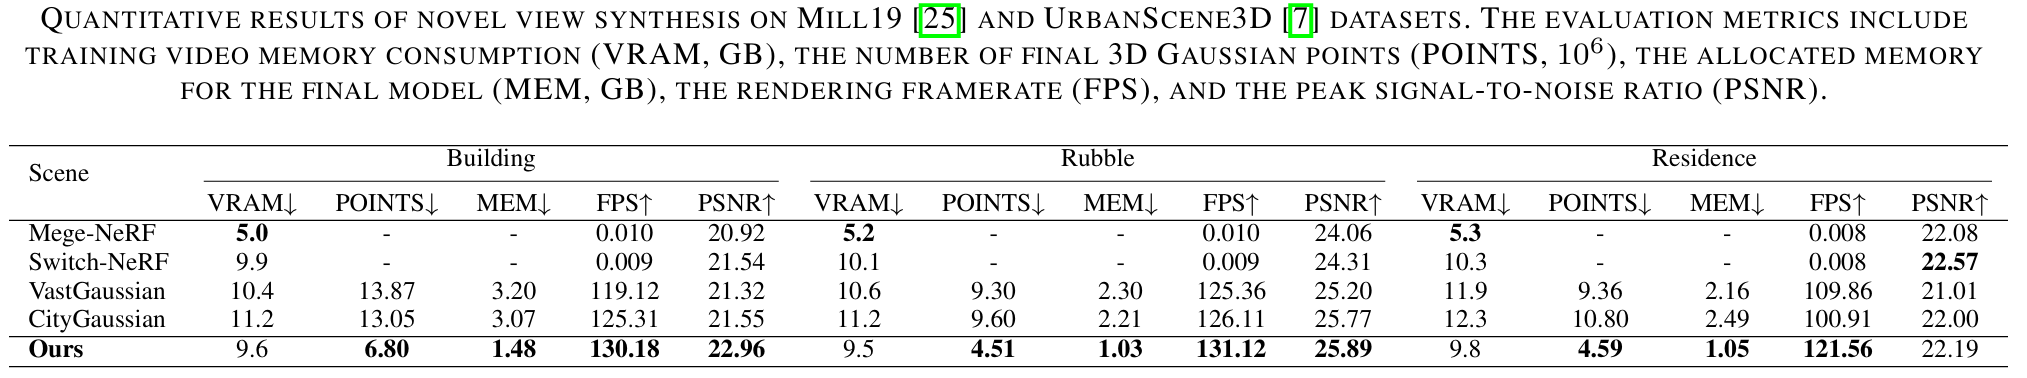 QUANTITATIVE RESULTS OF NOVEL VIEW SYNTHESIS ON MILL19 [25] AND URBANSCENE3D [7] DATASETS. THE EVALUATION METRICS INCLUDE
TRAINING VIDEO MEMORY CONSUMPTION (VRAM, GB), THE NUMBER OF FINAL 3D GAUSSIAN POINTS (POINTS, 10⁶), THE ALLOCATED MEMORY
FOR THE FINAL MODEL (MEM, GB), THE RENDERING FRAMERATE (FPS), AND THE PEAK SIGNAL-TO-NOISE RATIO (PSNR).
Scene Building Rubble Residence
VRAM↓ POINTS↓ MEM↓ FPS↑ PSNR↑ VRAM↓ POINTS↓ MEM↓ FPS↑ PSNR↑ VRAM↓ POINTS↓ MEM↓ FPS↑ PSNR↑
Mege-NeRF 5.0 - - 0.010 20.92 5.2 - - 0.010 24.06 5.3 - - 0.008 22.08
Switch-NeRF 9.9 - - 0.009 21.54 10.1 - - 0.009 24.31 10.3 - - 0.008 22.57
VastGaussian 10.4 13.87 3.20 119.12 21.32 10.6 9.30 2.30 125.36 25.20 11.9 9.36 2.16 109.86 21.01
CityGaussian 11.2 13.05 3.07 125.31 21.55 11.2 9.60 2.21 126.11 25.77 12.3 10.80 2.49 100.91 22.00
Ours 9.6 6.80 1.48 130.18 22.96 9.5 4.51 1.03 131.12 25.89 9.8 4.59 1.05 121.56 22.19